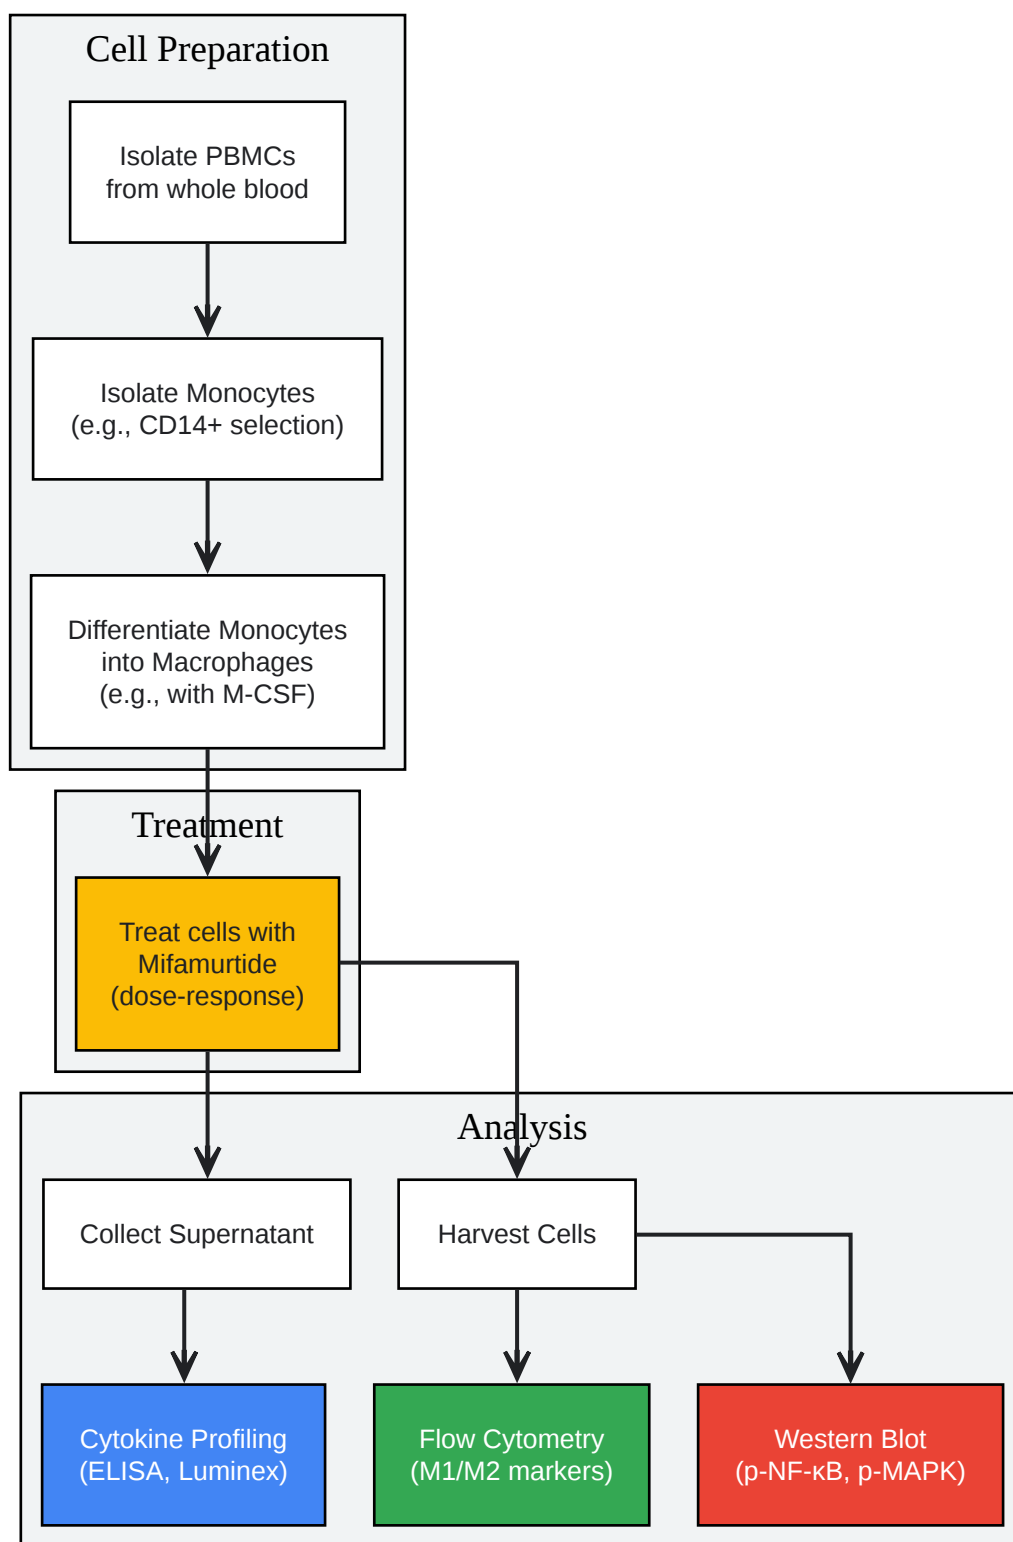 Cell Preparation
Isolate PBMCs
from whole blood
Isolate Monocytes
(e.g., CD14+ selection)
Differentiate Monocytes
into Macrophages
(e.g., with M-CSF)
Treatment
Treat cells with
Mifamurtide
(dose-response)
Analysis
Collect Supernatant
Harvest Cells
Cytokine Profiling
(ELISA, Luminex)
Flow Cytometry
(M1/M2 markers)
Western Blot
(p-NF-κB, p-MAPK)